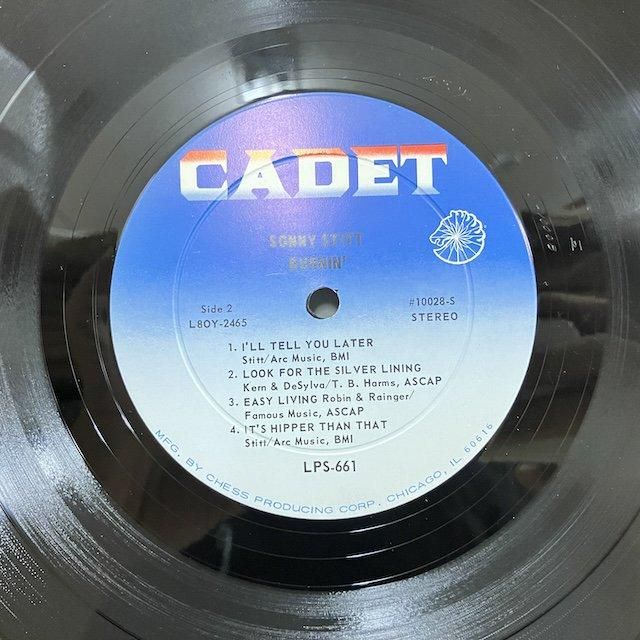 CADET
SONNY STITT
BURNIN'
Side 2
L8OY-2465
#10028-S
STEREO
1. I'LL TELL YOU LATER
Stitt/Arc Music, BMI
2. LOOK FOR THE SILVER LINING
Kern & DeSylva/T. B. Harms, ASCAP
3. EASY LIVING Robin & Rainger/
Famous Music, ASCAP
4. IT'S HIPPER THAN THAT
Stitt/Arc Music, BMI
LPS-661
MFG. BY CHESS PRODUCING CORP. CHICAGO, IL 60616